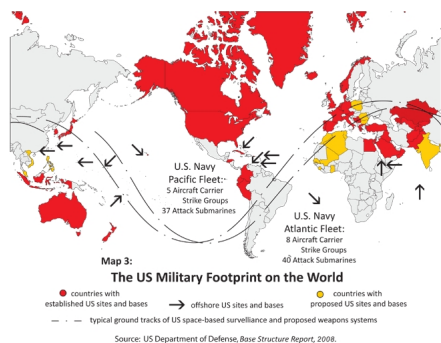 U.S. Navy
Pacific Fleet:
5 Aircraft Carrier
Strike Groups
37 Attack Submarines
U.S. Navy
Atlantic Fleet:
8 Aircraft Carrier
Strike Groups
40 Attack Submarines
Map 3:
The US Military Footprint on the World
countries with
established US sites and bases
offshore US sites and bases
countries with
proposed US sites and bases
typical ground tracks of US space-based survelliance and proposed weapons systems
Source: US Department of Defense, Base Structure Report, 2008.